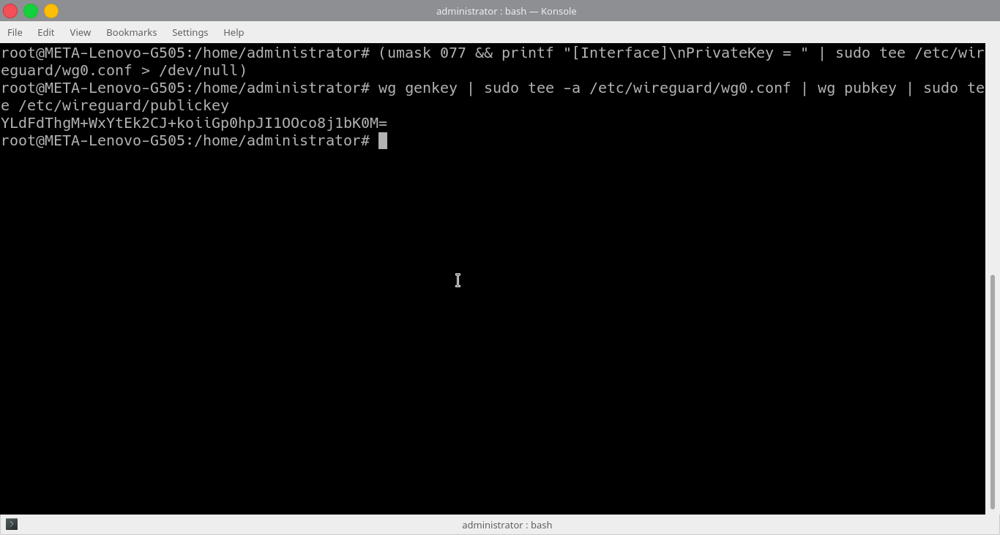 administrator : bash — Konsole
File Edit View Bookmarks Settings Help
root@META-Lenovo-G505:/home/administrator# (umask 077 && printf "[Interface]\nPrivateKey = " | sudo tee /etc/wir
eguard/wg0.conf > /dev/null)
root@META-Lenovo-G505:/home/administrator# wg genkey | sudo tee -a /etc/wireguard/wg0.conf | wg pubkey | sudo te
e /etc/wireguard/publickey
YLdFdThgM+WxYtEk2CJ+koiiGp0hpJI1OOco8j1bK0M=
root@META-Lenovo-G505:/home/administrator#
administrator : bash